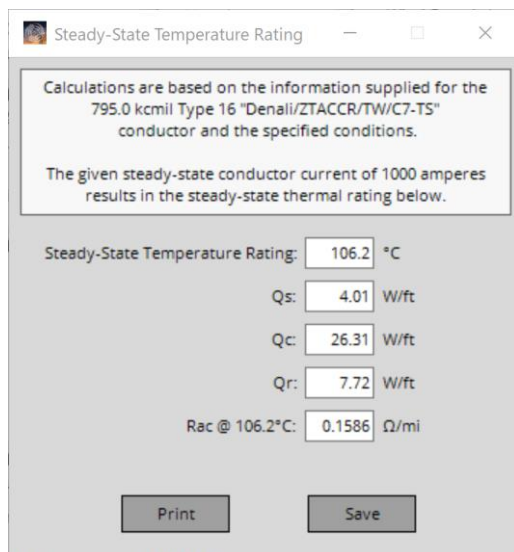 Steady-State Temperature Rating
Calculations are based on the information supplied for the
795.0 kcmil Type 16 "Denali/ZTACCR/TW/C7-TS"
conductor and the specified conditions.
The given steady-state conductor current of 1000 amperes
results in the steady-state thermal rating below.
Steady-State Temperature Rating: 106.2 °C
Qs: 4.01 W/ft
Qc: 26.31 W/ft
Qr: 7.72 W/ft
Rac @ 106.2°C: 0.1586 Ω/mi
Print Save